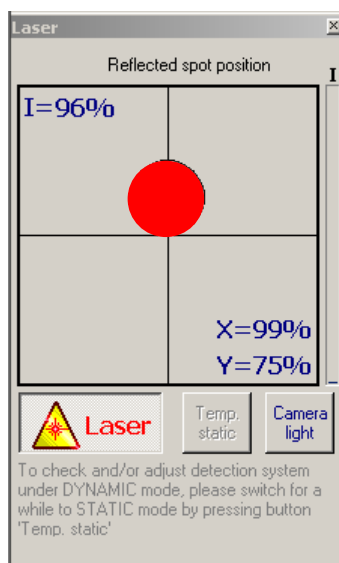 Laser
Reflected spot position
I
I=96%
X=99%
Y=75%
Laser
Temp.
static
Camera
light
To check and/or adjust detection system
under DYNAMIC mode, please switch for a
while to STATIC mode by pressing button
'Temp. static'